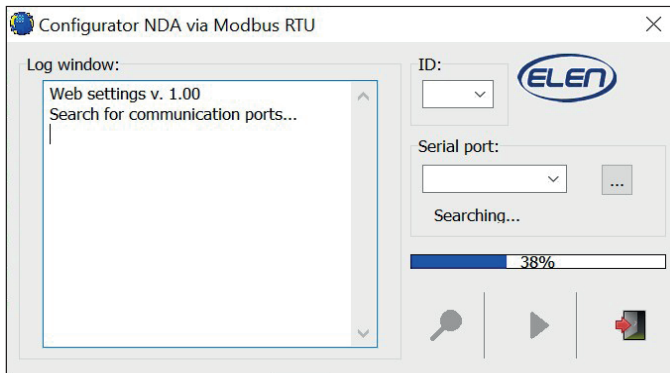 Configurator NDA via Modbus RTU
Log window:
Web settings v. 1.00
Search for communication ports...
ID:
ELEN
Serial port:
...
Searching...
38%